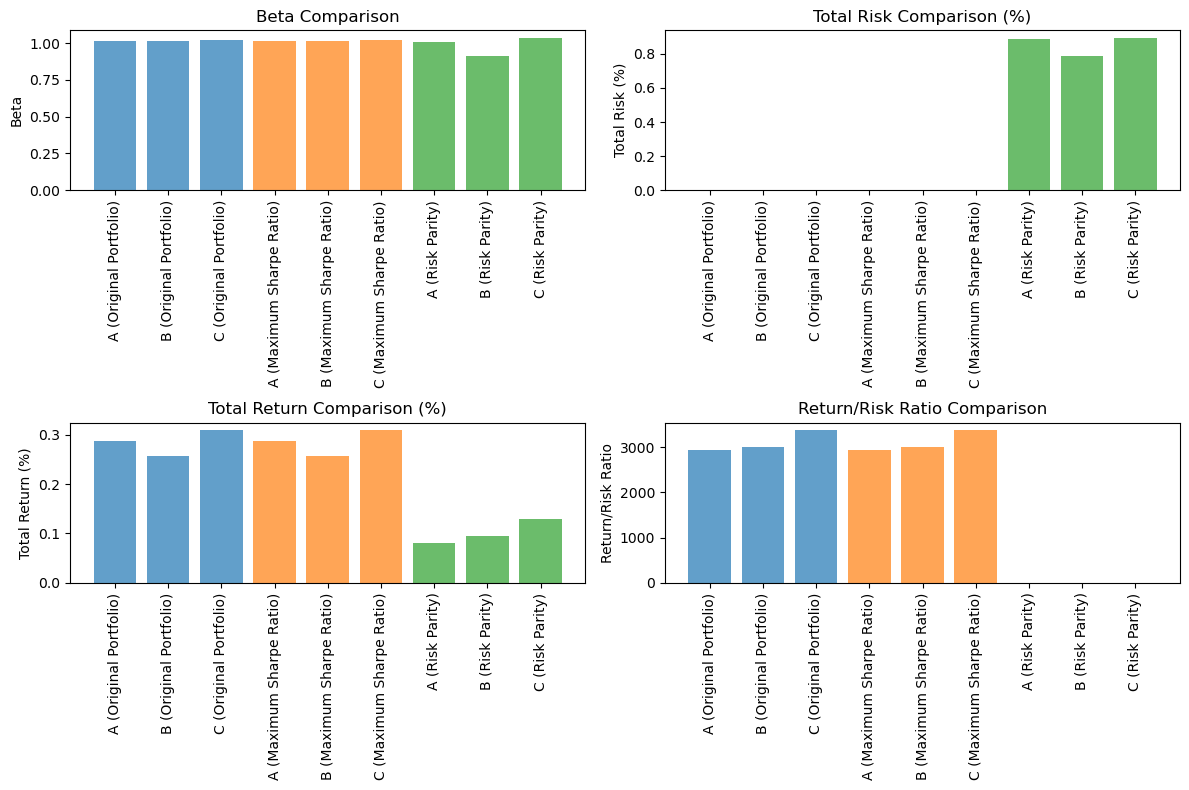 Beta Comparison
Beta
1.00
0.75
0.50
0.25
0.00
A (Original Portfolio)
B (Original Portfolio)
C (Original Portfolio)
A (Maximum Sharpe Ratio)
B (Maximum Sharpe Ratio)
C (Maximum Sharpe Ratio)
A (Risk Parity)
B (Risk Parity)
C (Risk Parity)
Total Risk Comparison (%)
Total Risk (%)
0.8
0.6
0.4
0.2
0.0
A (Original Portfolio)
B (Original Portfolio)
C (Original Portfolio)
A (Maximum Sharpe Ratio)
B (Maximum Sharpe Ratio)
C (Maximum Sharpe Ratio)
A (Risk Parity)
B (Risk Parity)
C (Risk Parity)
Total Return Comparison (%)
Total Return (%)
0.3
0.2
0.1
0.0
A (Original Portfolio)
B (Original Portfolio)
C (Original Portfolio)
A (Maximum Sharpe Ratio)
B (Maximum Sharpe Ratio)
C (Maximum Sharpe Ratio)
A (Risk Parity)
B (Risk Parity)
C (Risk Parity)
Return/Risk Ratio Comparison
Return/Risk Ratio
3000
2000
1000
0
A (Original Portfolio)
B (Original Portfolio)
C (Original Portfolio)
A (Maximum Sharpe Ratio)
B (Maximum Sharpe Ratio)
C (Maximum Sharpe Ratio)
A (Risk Parity)
B (Risk Parity)
C (Risk Parity)